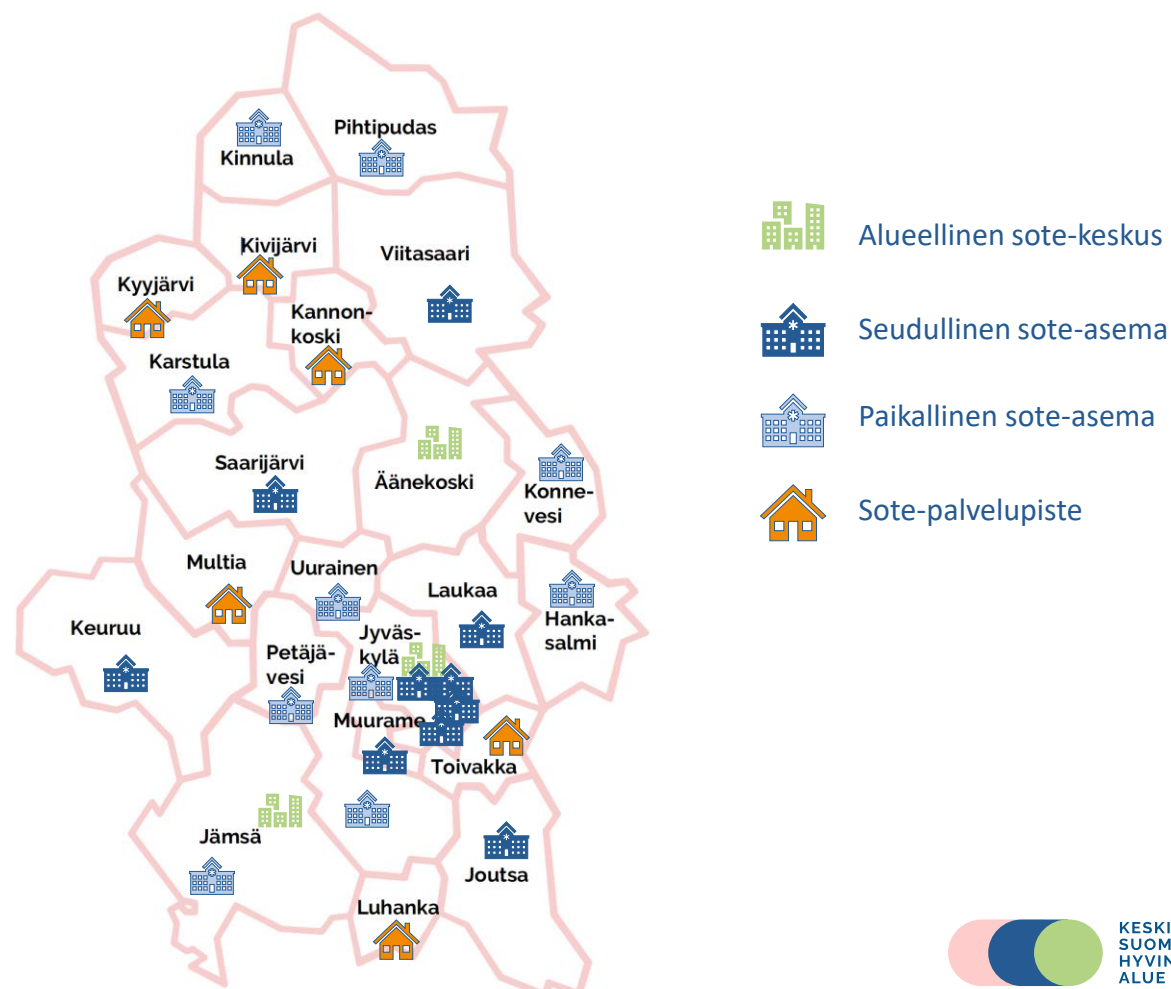 Pihtipudas
Kinnula
Kivijärvi
Viitasaari
Kyyjärvi
Kannon-
koski
Karstula
Saarijärvi
Äänekoski
Konne-
vesi
Multia
Uurainen
Laukaa
Hanka-
salmi
Keuruu
Jyväs-
kylä
Petäjä-
vesi
Muurame
Toivakka
Jämsä
Joutsa
Luhanka
Alueellinen sote-keskus
Seudullinen sote-asema
Paikallinen sote-asema
Sote-palvelupiste
KESKI
SUOM
HYVIN
ALUE